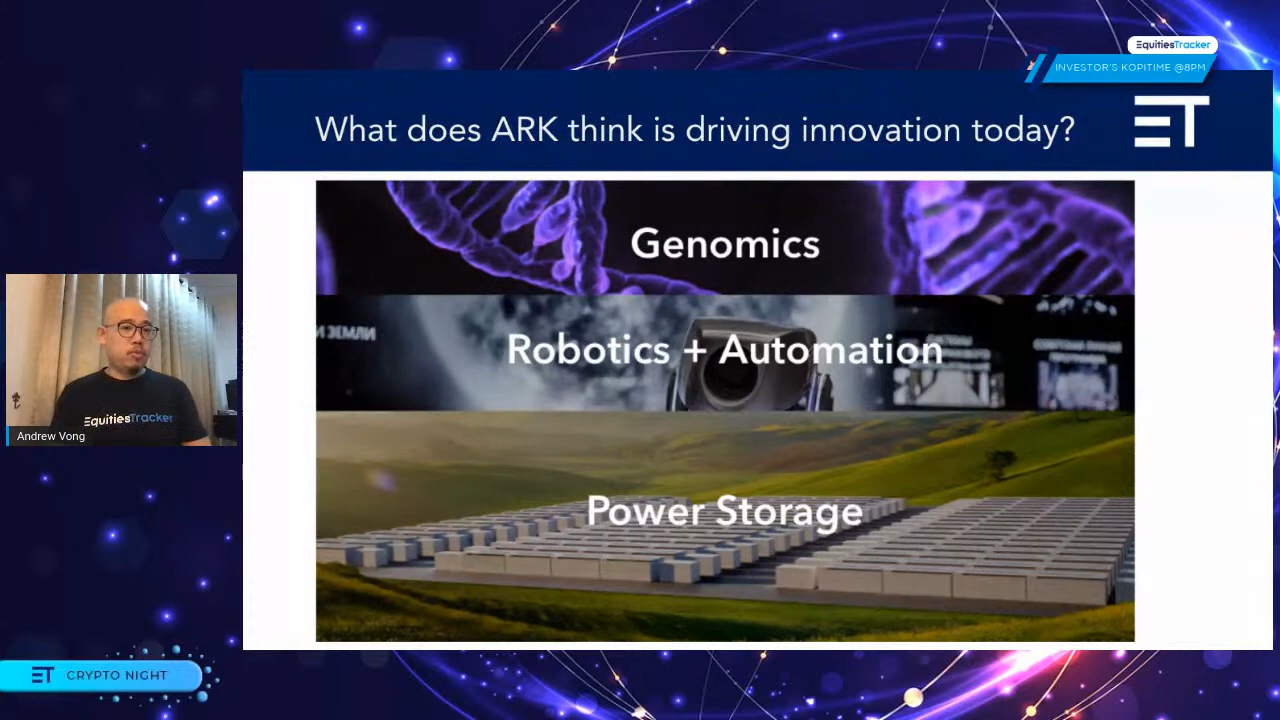 EquitiesTracker
INVESTOR'S KOPITIME @8PM
What does ARK think is driving innovation today?
ET
Genomics
И ЗЕМЛИ
Robotics + Automation
EquitiesTracker
Andrew Vong
Power Storage
ET CRYPTO NIGHT